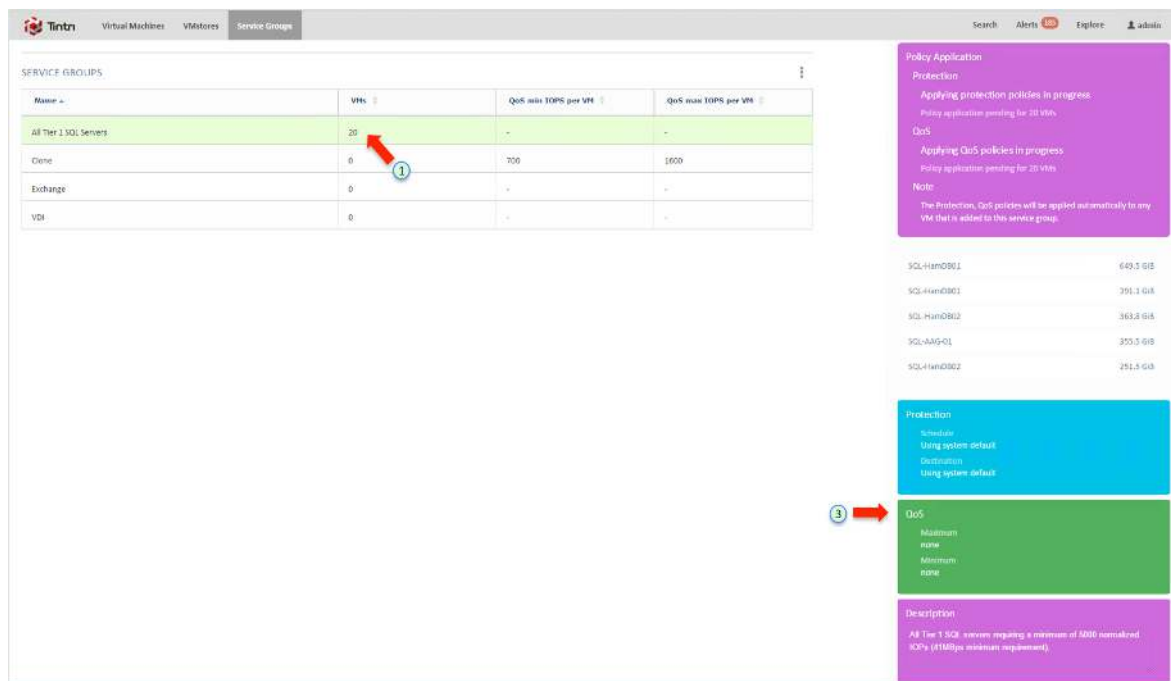 Tintri Virtual Machines VMstores Service Groups Search Alerts 185 Explore admin
SERVICE GROUPS
Name VMs QoS min IOPS per VM QoS max IOPS per VM
All Tier 1 SQL Servers 20 - -
Clone 0 700 1600
Exchange 0 - -
VDI 0 - -
1
Policy Application
Protection
Applying protection policies in progress
Policy application pending for 20 VMs
QoS
Applying QoS policies in progress
Policy application pending for 20 VMs
Note
The Protection, QoS policies will be applied automatically to any
VM that is added to this service group.
SQL-HamDB01 649.5 GiB
SQL-HamDB01 391.3 GiB
SQL-HamDB02 363.8 GiB
SQL-AAG-01 355.5 GiB
SQL-HamDB02 251.5 GiB
Protection
Schedule
Using system default
Destination
Using system default
3
QoS
Maximum
none
Minimum
none
Description
All Tier 1 SQL servers requiring a minimum of 5000 normalized
IOPs (41MBps minimum requirement).